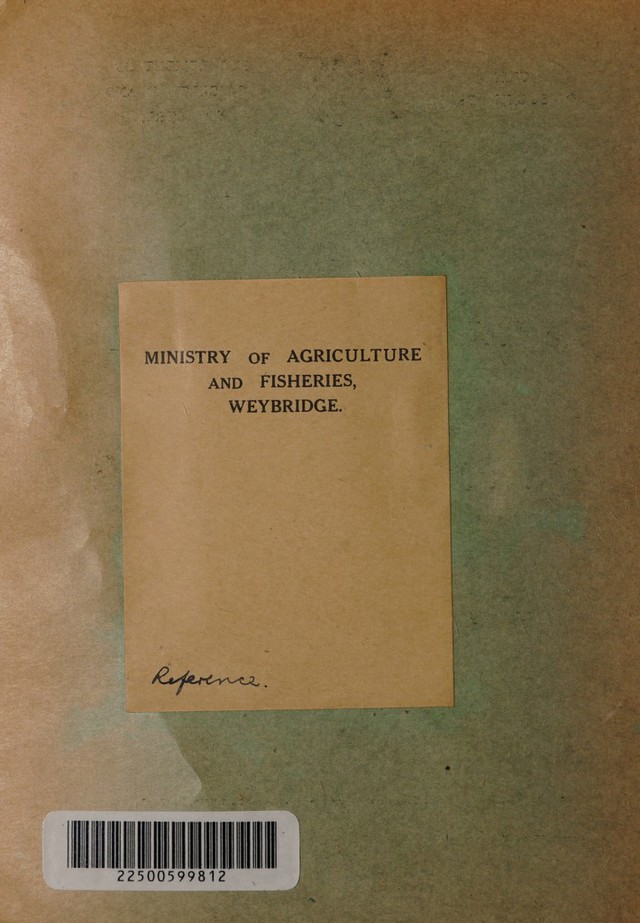 MINISTRY OF AGRICULTURE
AND FISHERIES,
WEYBRIDGE.
Reference.
22500599812